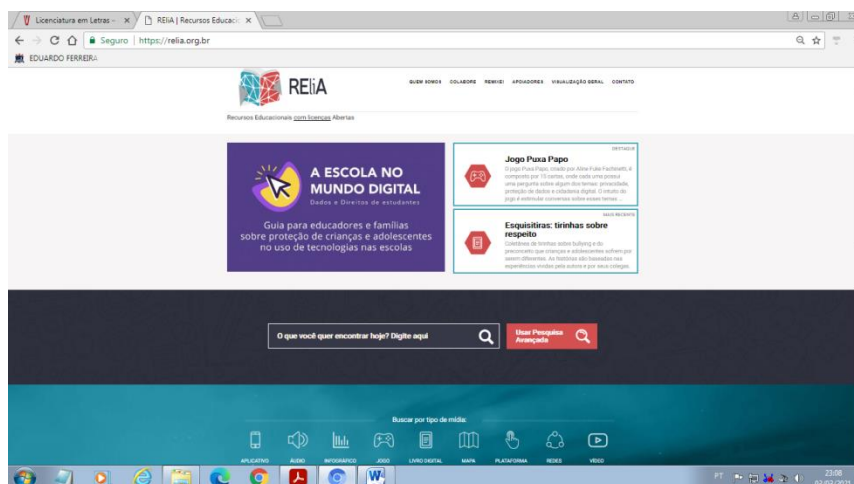 Licenciatura em Letras -
RELiA | Recursos Educaci
Seguro | https://relia.org.br
EDUARDO FERREIRA
RELiA
QUEM SOMOS COLABORE REMIXE! APOIADORES VISUALIZAÇÃO GERAL CONTATO
Recursos Educacionais com licenças Abertas
A ESCOLA NO
MUNDO DIGITAL
Dados e Direitos de estudantes
Guia para educadores e famílias
sobre proteção de crianças e adolescentes
no uso de tecnologias nas escolas
DESTAQUE
Jogo Puxa Papo
O jogo Puxa Papo, criado por Aline Fuke Fachinetti, é
composto por 15 cartas, onde cada uma possui
uma pergunta sobre algum dos temas: privacidade,
proteção de dados e cidadania digital. O intuito do
jogo é estimular conversas sobre esses temas ...
MAIS RECENTE
Esquisitiras: tirinhas sobre
respeito
Coletânea de tirinhas sobre bullying e do
preconceito que crianças e adolescentes sofrem por
serem diferentes. As histórias são baseadas nas
experiências vividas pela autora e por seus colegas.
O que você quer encontrar hoje? Digite aqui
Usar Pesquisa
Avançada
Buscar por tipo de mídia:
APLICATIVO ÁUDIO INFOGRÁFICO JOGO LIVRO DIGITAL MAPA PLATAFORMA REDES VÍDEO
PT
23:08
03/03/2021